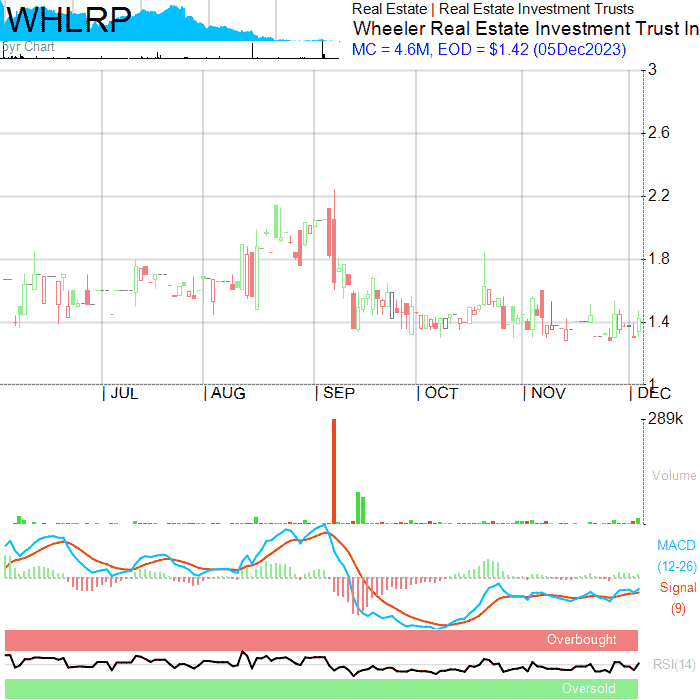 WHLRP
5yr Chart
Real Estate | Real Estate Investment Trusts
Wheeler Real Estate Investment Trust In
MC = 4.6M, EOD = $1.42 (05Dec2023)
3
2.6
2.2
1.8
1.4
1
JUL
AUG
SEP
OCT
NOV
DEC
289k
Volume
MACD
(12-26)
Signal
(9)
Overbought
RSI(14)
Oversold